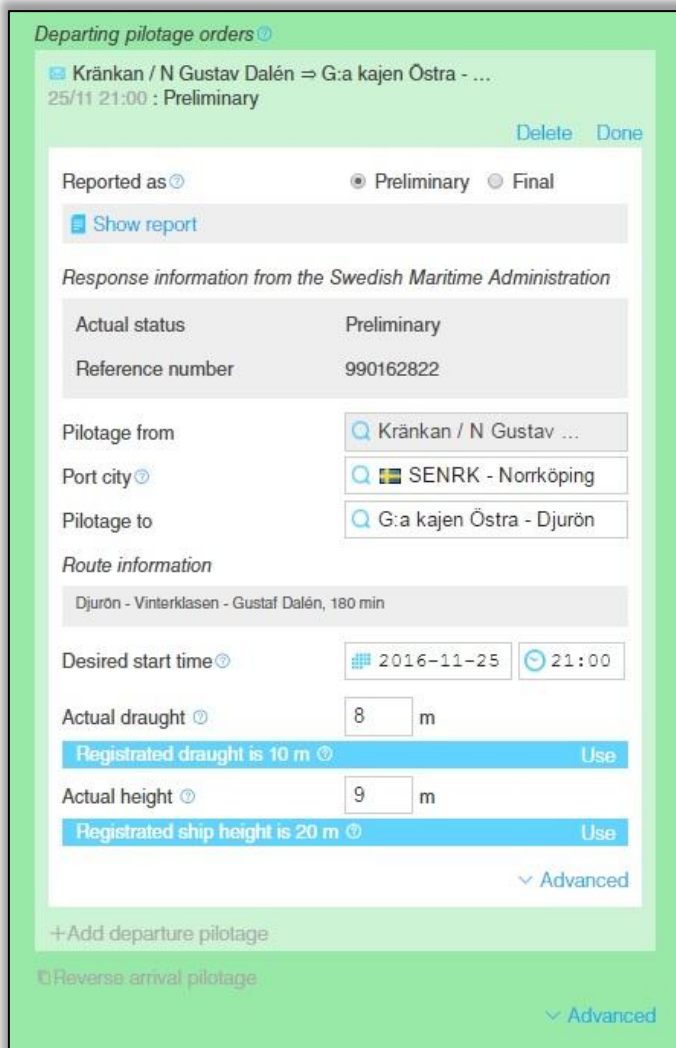 Departing pilotage orders
Kränkan / N Gustav Dalén ⇒ G:a kajen Östra - ...
25/11 21:00 : Preliminary
Delete Done
Reported as Preliminary Final
Show report
Response information from the Swedish Maritime Administration
Actual status Preliminary
Reference number 990162822
Pilotage from Kränkan / N Gustav ...
Port city SENRK - Norrköping
Pilotage to G:a kajen Östra - Djurön
Route information
Djurön - Vinterklasen - Gustaf Dalén, 180 min
Desired start time 2016-11-25 21:00
Actual draught 8 m
Registrated draught is 10 m Use
Actual height 9 m
Registrated ship height is 20 m Use
Advanced
+Add departure pilotage
Reverse arrival pilotage
Advanced